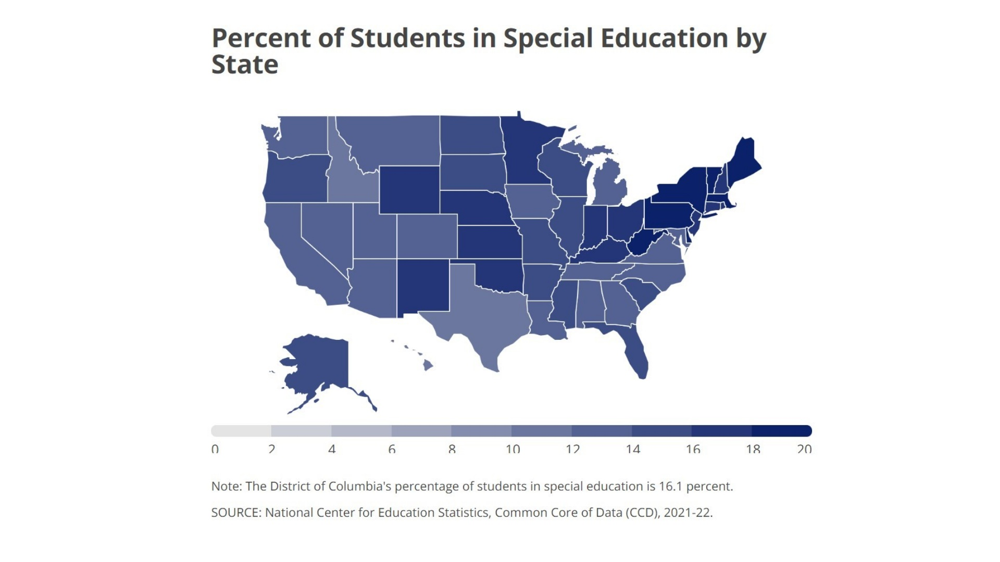 Percent of Students in Special Education by
State
0 2 4 6 8 10 12 14 16 18 20
Note: The District of Columbia's percentage of students in special education is 16.1 percent.
SOURCE: National Center for Education Statistics, Common Core of Data (CCD), 2021-22.